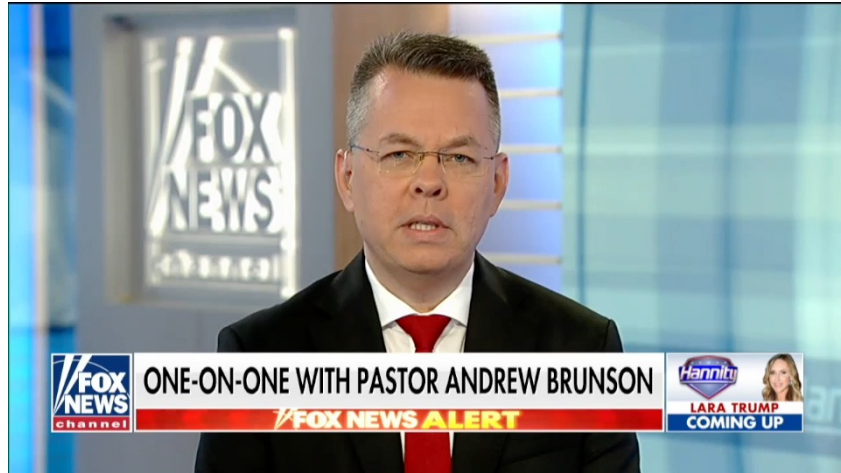 FOX
NEWS
channel
FOX
NEWS
channel
ONE-ON-ONE WITH PASTOR ANDREW BRUNSON
FOX NEWS ALERT
Hannity
LARA TRUMP
COMING UP